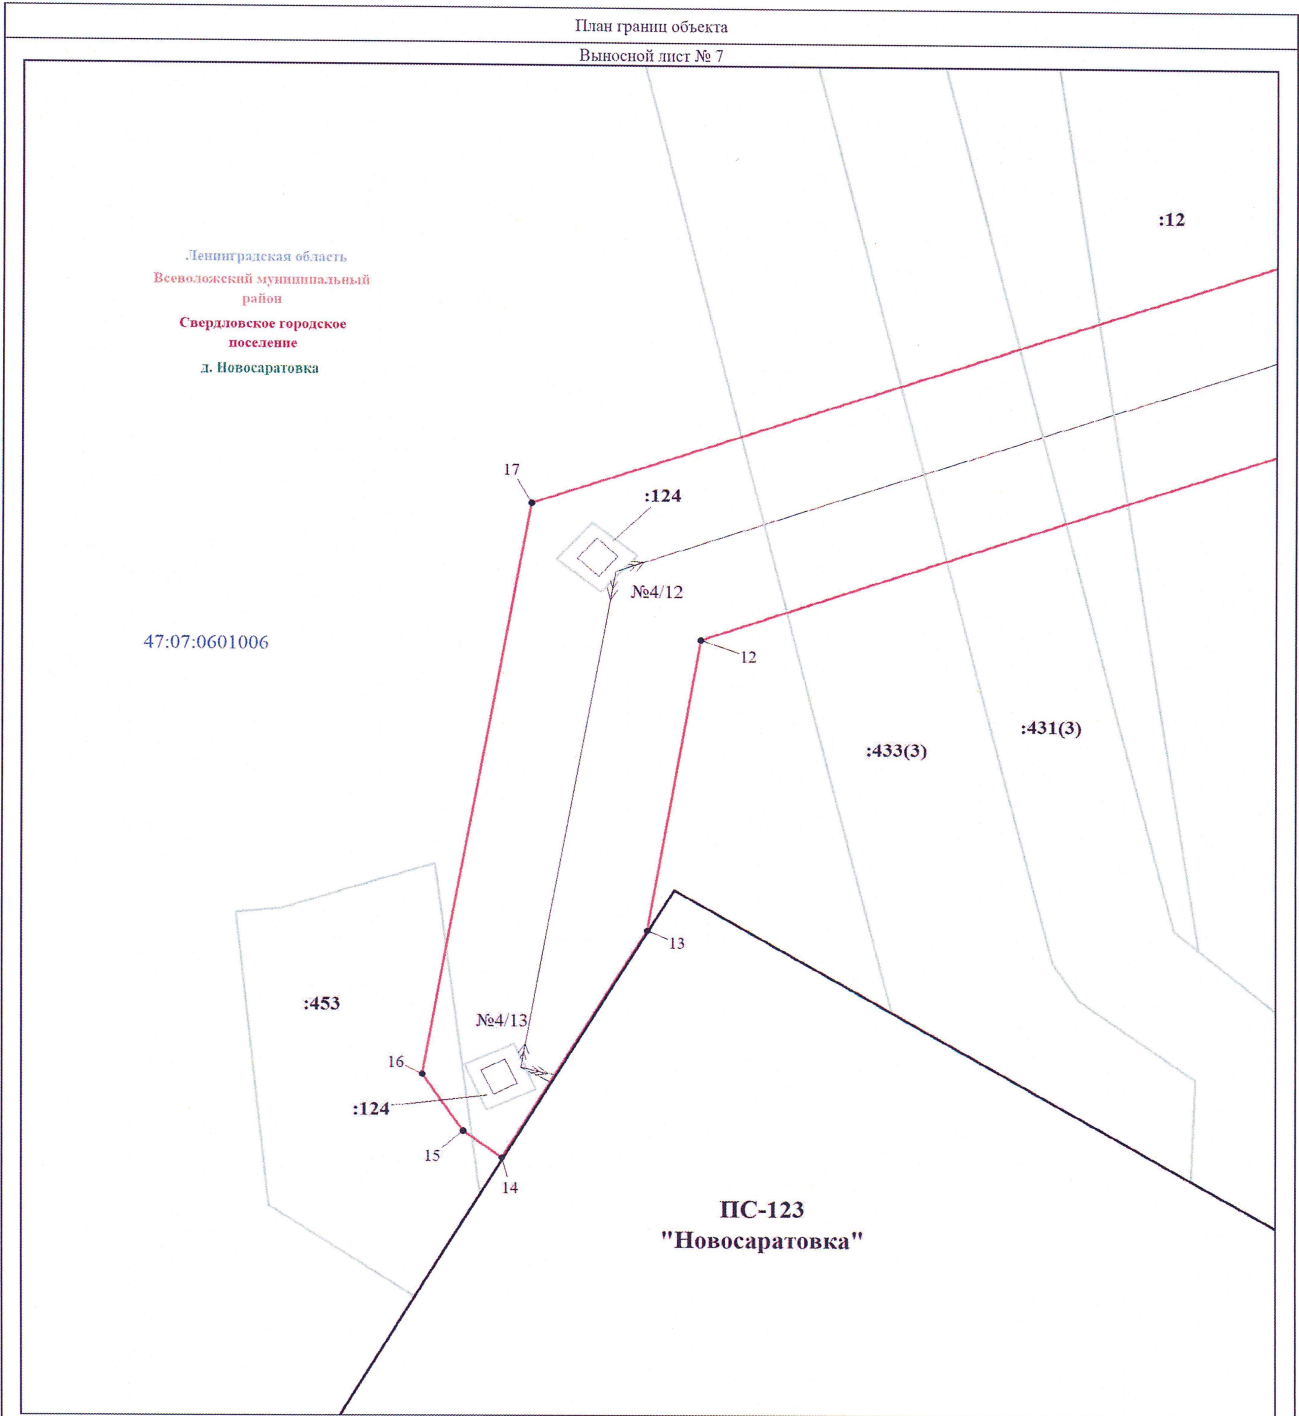 План границ объекта
Выносной лист № 7
:12
Ленинградская область
Всеволожский муниципальный
район
Свердловское городское
поселение
д. Новосаратовка
17
:124
№4/12
47:07:0601006
12
:431(3)
:433(3)
13
:453
№4/13
16
:124
15
14
ПС-123
"Новосаратовка"